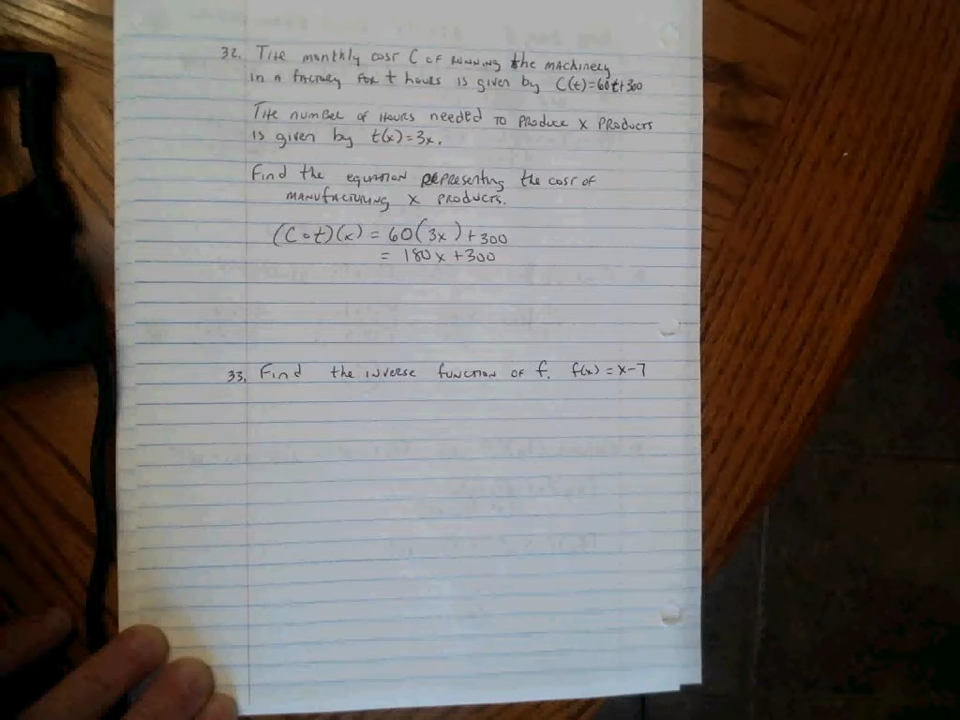 32. The monthly cost C of running the machinery
in a factory for t hours is given by C(t)=60t+300
The number of hours needed to produce x products
is given by t(x)=3x.
Find the equation representing the cost of
manufacturing x products.
(C∘t)(x) = 60(3x)+300
= 180x+300
33. Find the inverse function of f. f(x)=x-7